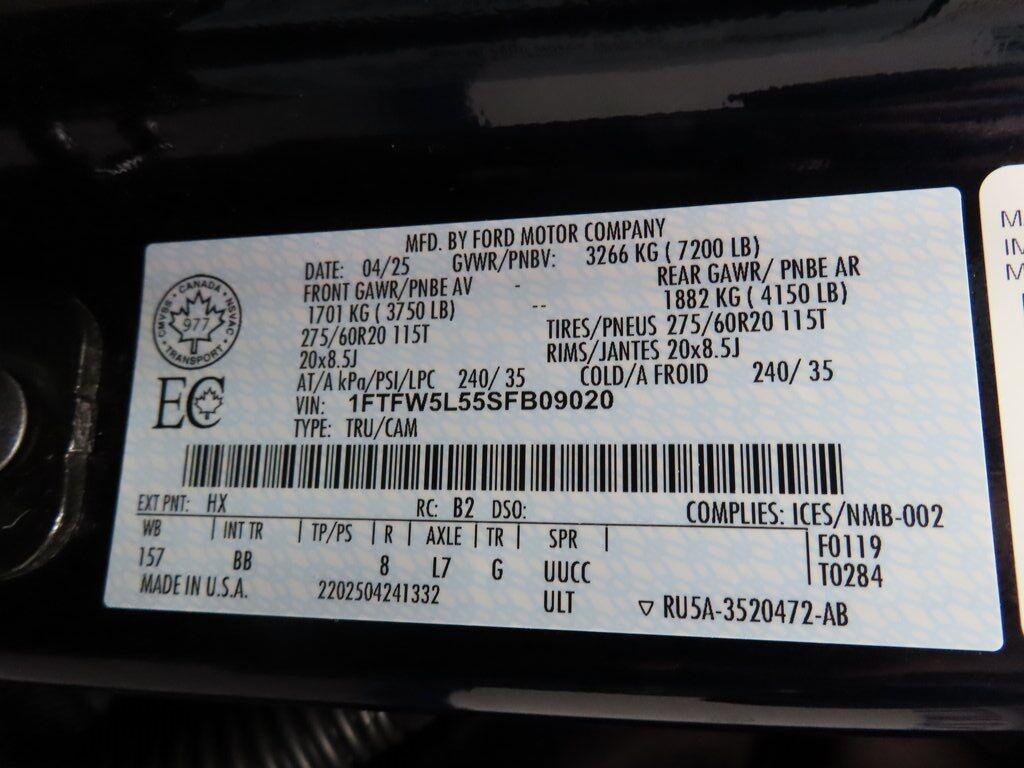 MFD. BY FORD MOTOR COMPANY
DATE: 04/25 GVWR/PNBV: 3266 KG ( 7200 LB)
FRONT GAWR/PNBE AV - REAR GAWR/ PNBE AR
1701 KG ( 3750 LB) -- 1882 KG ( 4150 LB)
275/60R20 115T TIRES/PNEUS 275/60R20 115T
20x8.5J RIMS/JANTES 20x8.5J
AT/A kPa/PSI/LPC 240/ 35 COLD/A FROID 240/ 35
VIN: 1FTFW5L55SFB09020
TYPE: TRU/CAM
CMVSS · CANADA · NSVAC
977
· TRANSPORT ·
EC
EXT PNT: HX RC: B2 DSO: COMPLIES: ICES/NMB-002
WB | INT TR | TP/PS | R | AXLE | TR | SPR | F0119
157 BB 8 L7 G UUCC T0284
MADE IN U.S.A. 2202504241332 ULT ▽ RU5A-3520472-AB